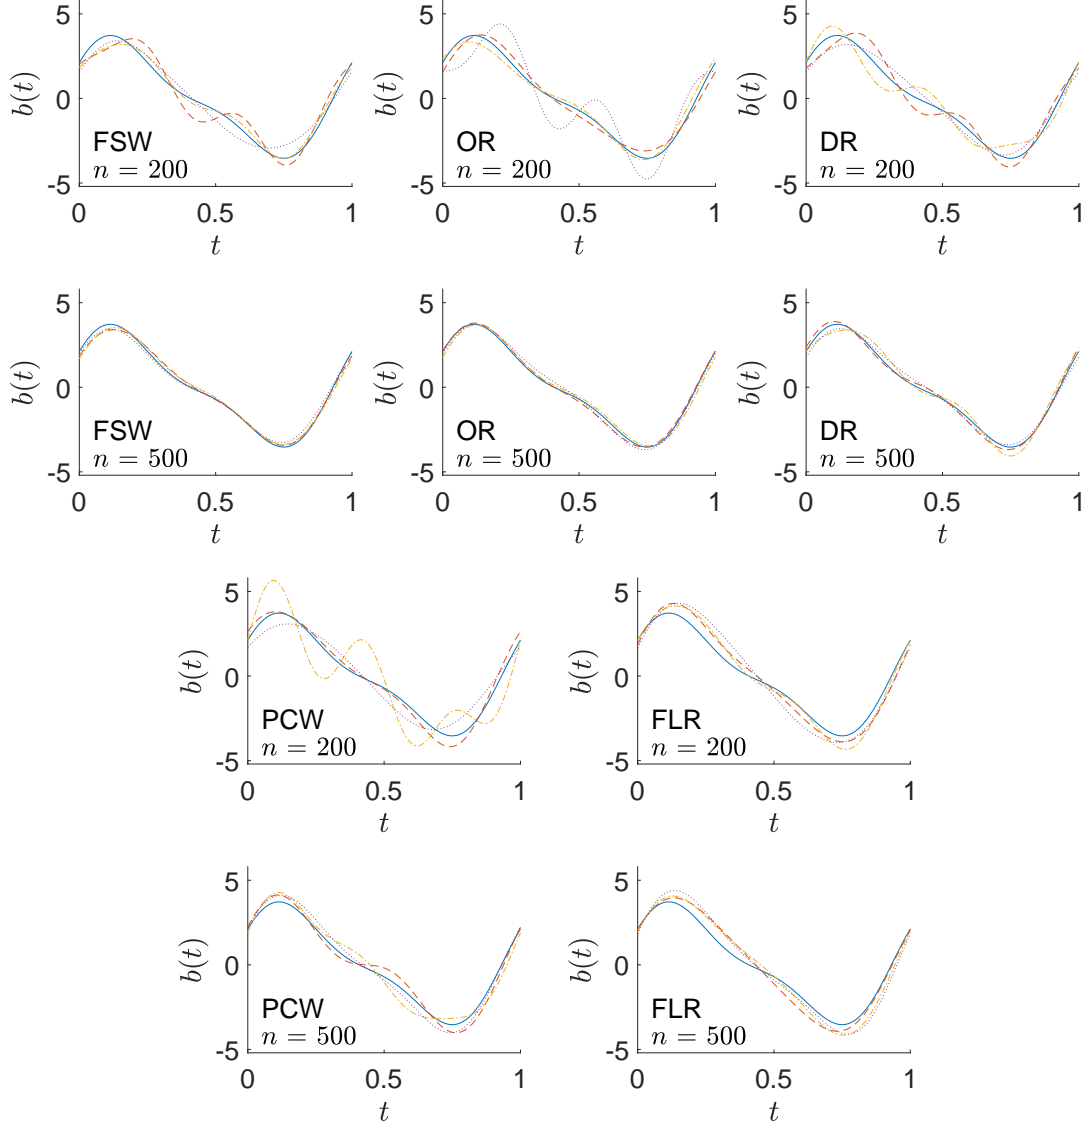 5
0
-5
b(t)
FSW
n = 200
0 0.5 1
t
5
0
-5
b(t)
OR
n = 200
0 0.5 1
t
5
0
-5
b(t)
DR
n = 200
0 0.5 1
t
5
0
-5
b(t)
FSW
n = 500
0 0.5 1
t
5
0
-5
b(t)
OR
n = 500
0 0.5 1
t
5
0
-5
b(t)
DR
n = 500
0 0.5 1
t
5
0
-5
b(t)
PCW
n = 200
0 0.5 1
t
5
0
-5
b(t)
FLR
n = 200
0 0.5 1
t
5
0
-5
b(t)
PCW
n = 500
0 0.5 1
t
5
0
-5
b(t)
FLR
n = 500
0 0.5 1
t